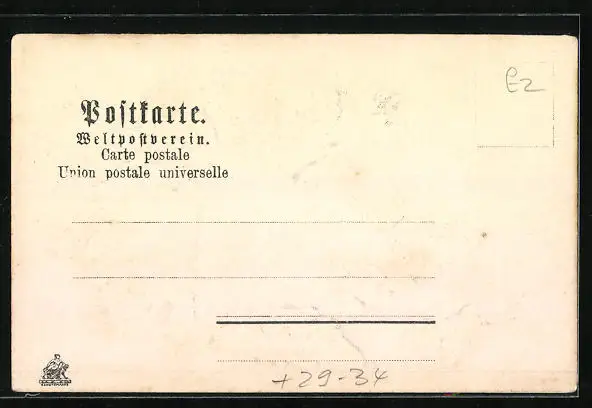 E2
Postkarte.
Weltpostverein.
Carte postale
Union postale universelle
+29-34